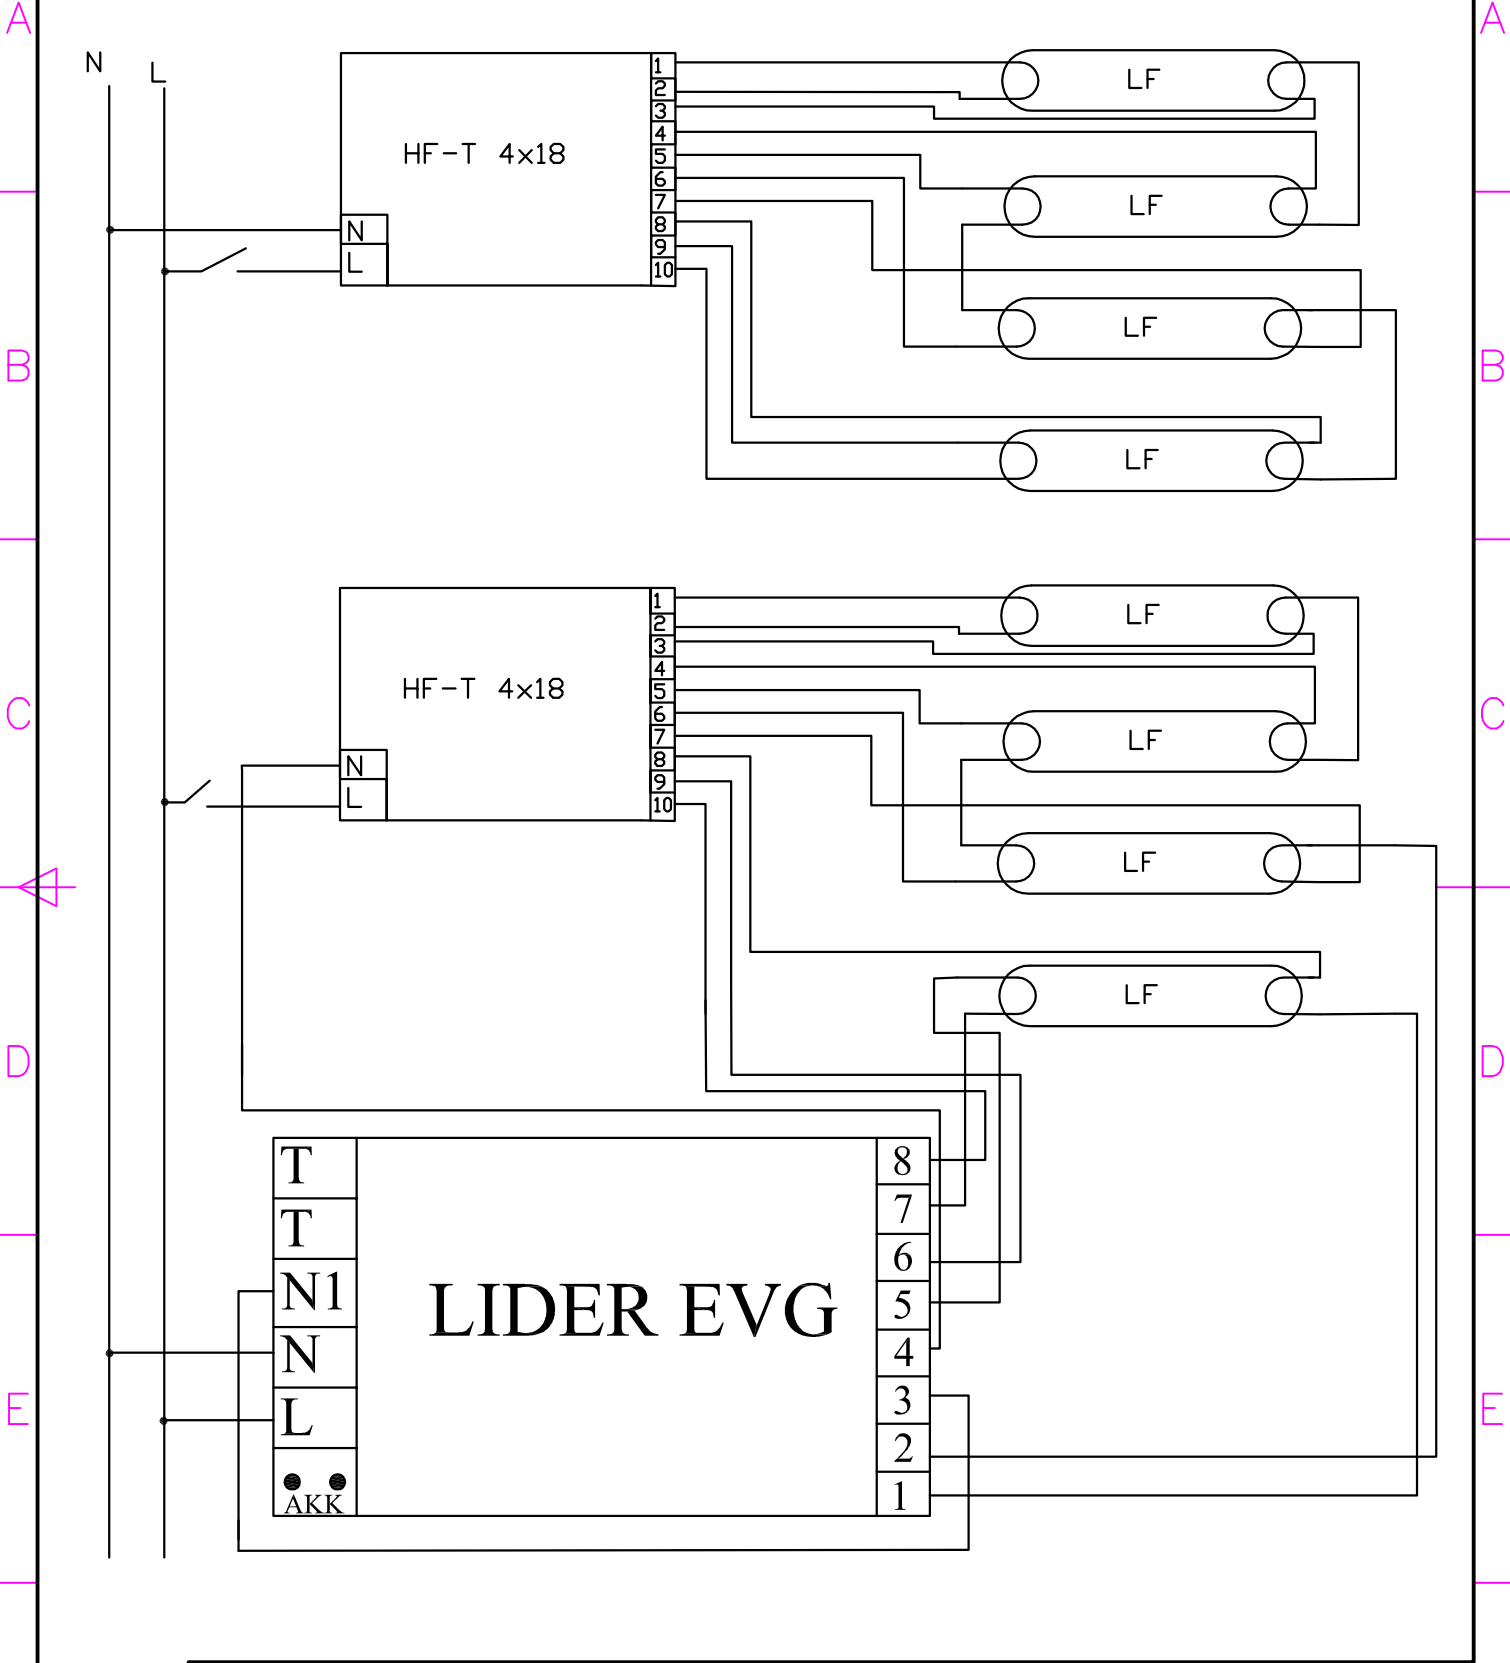 A A
N L
1 LF
2
3
HF-T 4x18 4
5
6 LF
7
N 8
L 9
10
LF
B B
LF
1 LF
2
3
4
HF-T 4x18 5
6
C C
7 LF
N 8
L 9
10
LF
LF
D D
T 8
T 7
6
N1 LIDER EVG 5
N 4
3
E L E
2
AKK 1